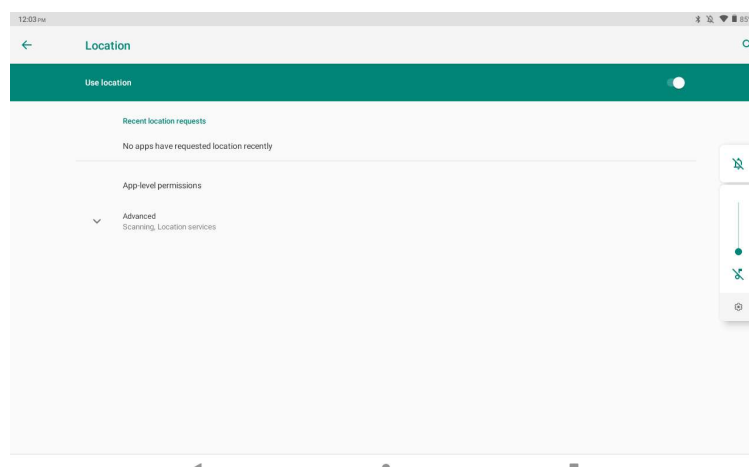 12:03 PM
85%
Location
Use location
Recent location requests
No apps have requested location recently
App-level permissions
Advanced
Scanning, Location services